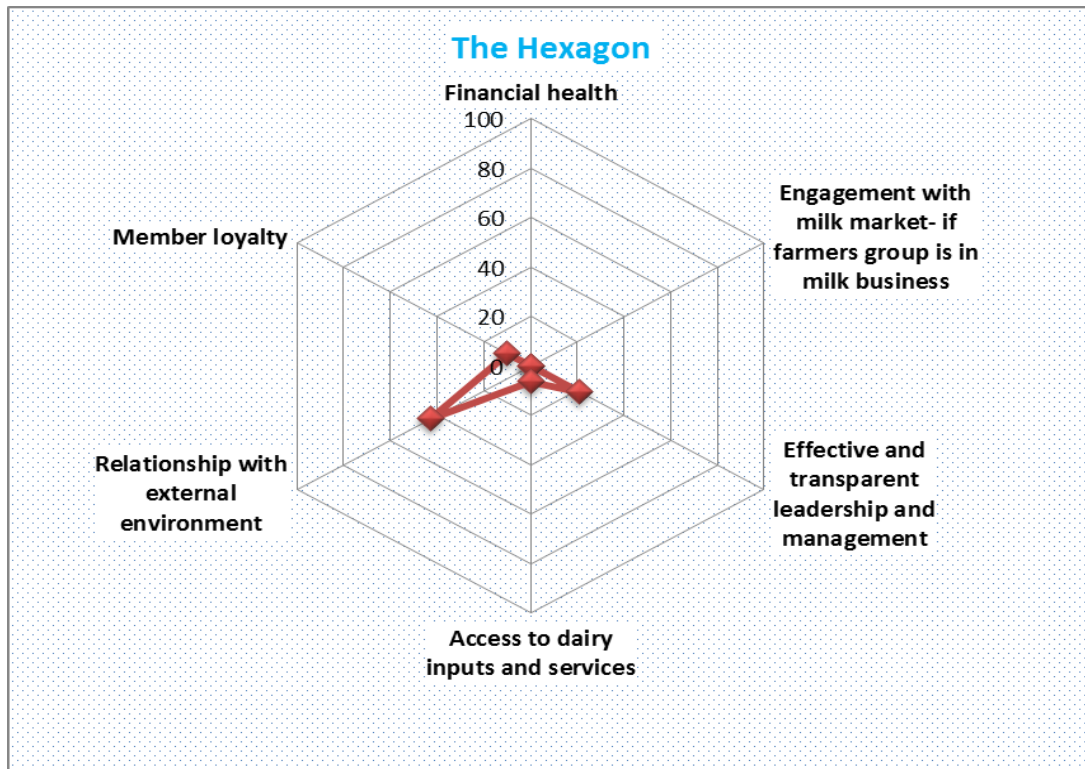 The Hexagon
Financial health
100
80
60
40
20
0
Engagement with
milk market- if
farmers group is in
milk business
Effective and
transparent
leadership and
management
Access to dairy
inputs and services
Relationship with
external
environment
Member loyalty